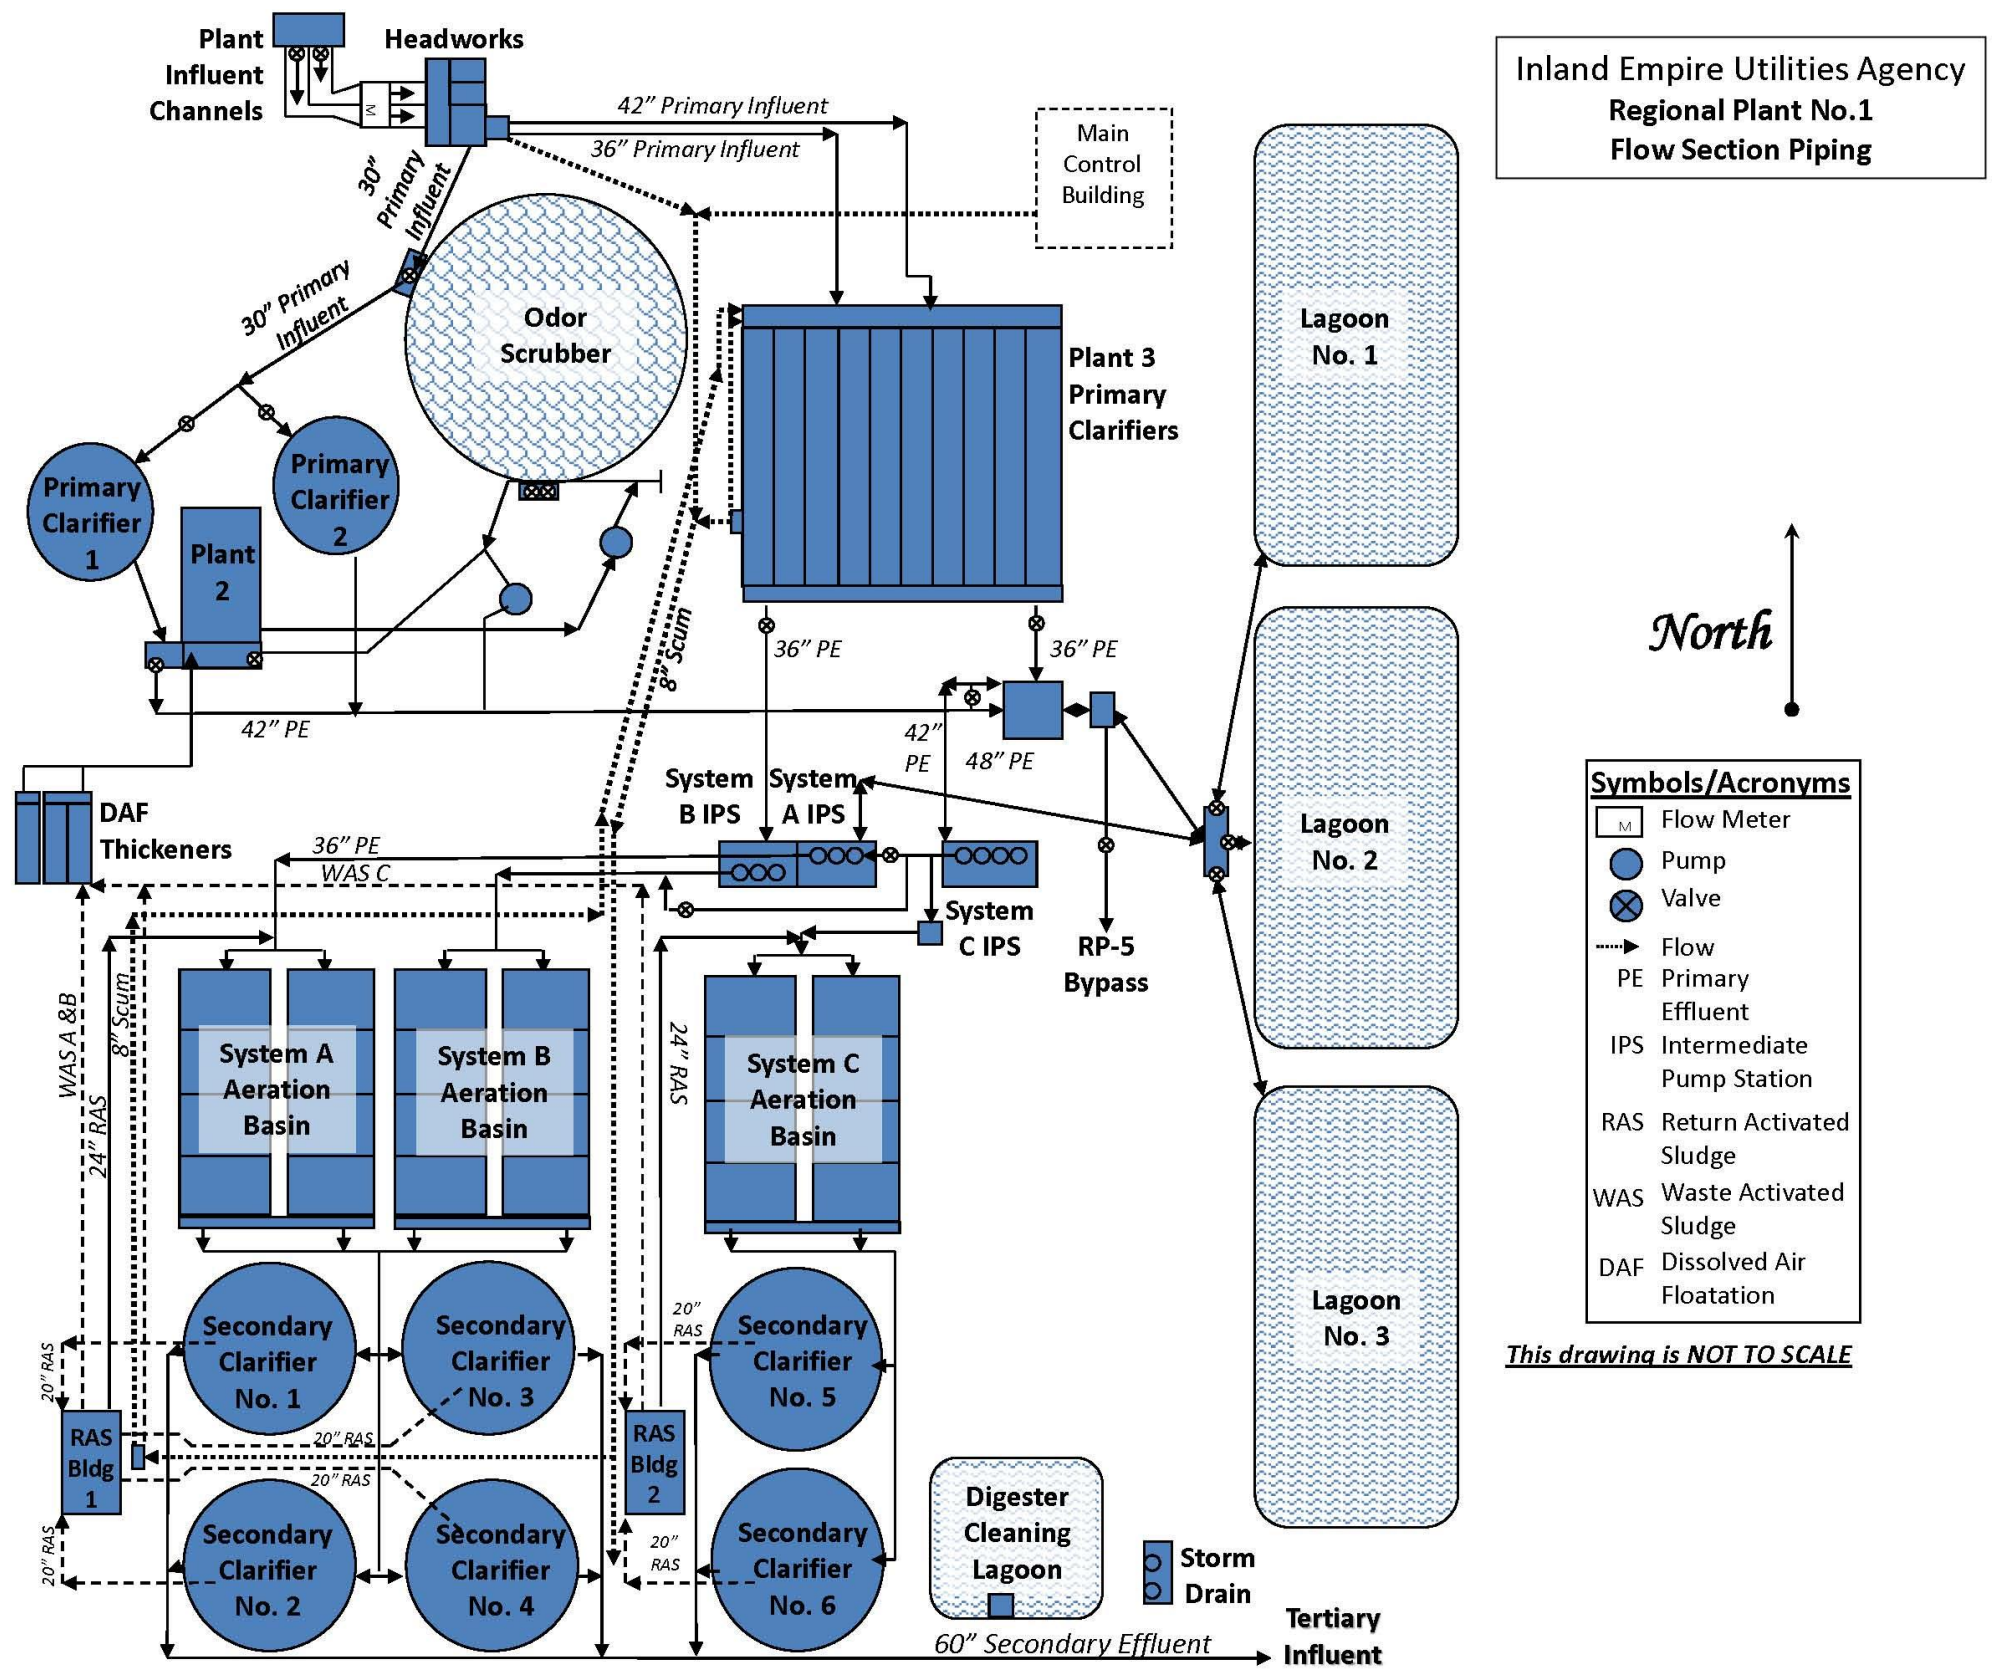 Plant
Influent
Channels
Headworks
M
42” Primary Influent
36” Primary Influent
30”
Primary
Influent
30” Primary
Influent
Main
Control
Building
Inland Empire Utilities Agency
Regional Plant No.1
Flow Section Piping
Odor
Scrubber
Lagoon
No. 1
Plant 3
Primary
Clarifiers
Primary
Clarifier
1
Primary
Clarifier
2
Plant
2
8” Scum
36” PE
36” PE
North
42” PE
42”
PE
48” PE
System
B IPS
System
A IPS
DAF
Thickeners
Lagoon
No. 2
36” PE
WAS C
System
C IPS
RP-5
Bypass
Symbols/Acronyms
M Flow Meter
Pump
Valve
Flow
PE Primary
Effluent
IPS Intermediate
Pump Station
RAS Return Activated
Sludge
WAS Waste Activated
Sludge
DAF Dissolved Air
Floatation
This drawing is NOT TO SCALE
WAS A &B
24” RAS
8” Scum
24” RAS
System A
Aeration
Basin
System B
Aeration
Basin
System C
Aeration
Basin
Lagoon
No. 3
Secondary
Clarifier
No. 1
Secondary
Clarifier
No. 3
20”
RAS
Secondary
Clarifier
No. 5
20” RAS
RAS
Bldg
1
20” RAS
20” RAS
RAS
Bldg
2
20” RAS
Secondary
Clarifier
No. 2
Secondary
Clarifier
No. 4
20”
RAS
Secondary
Clarifier
No. 6
Digester
Cleaning
Lagoon
Storm
Drain
60” Secondary Effluent
Tertiary
Influent